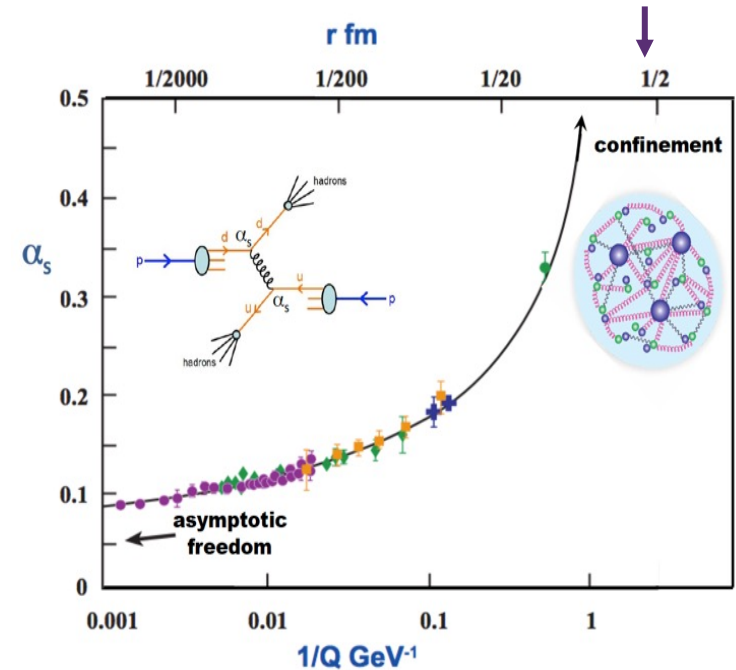 r fm
1/2000 1/200 1/20 1/2
0.5
confinement
0.4
hadrons
d
d αs
αs
p
0.3
u
αs
p
u
hadrons
0.2
0.1
asymptotic
freedom
0
0.001 0.01 0.1 1
1/Q GeV-1